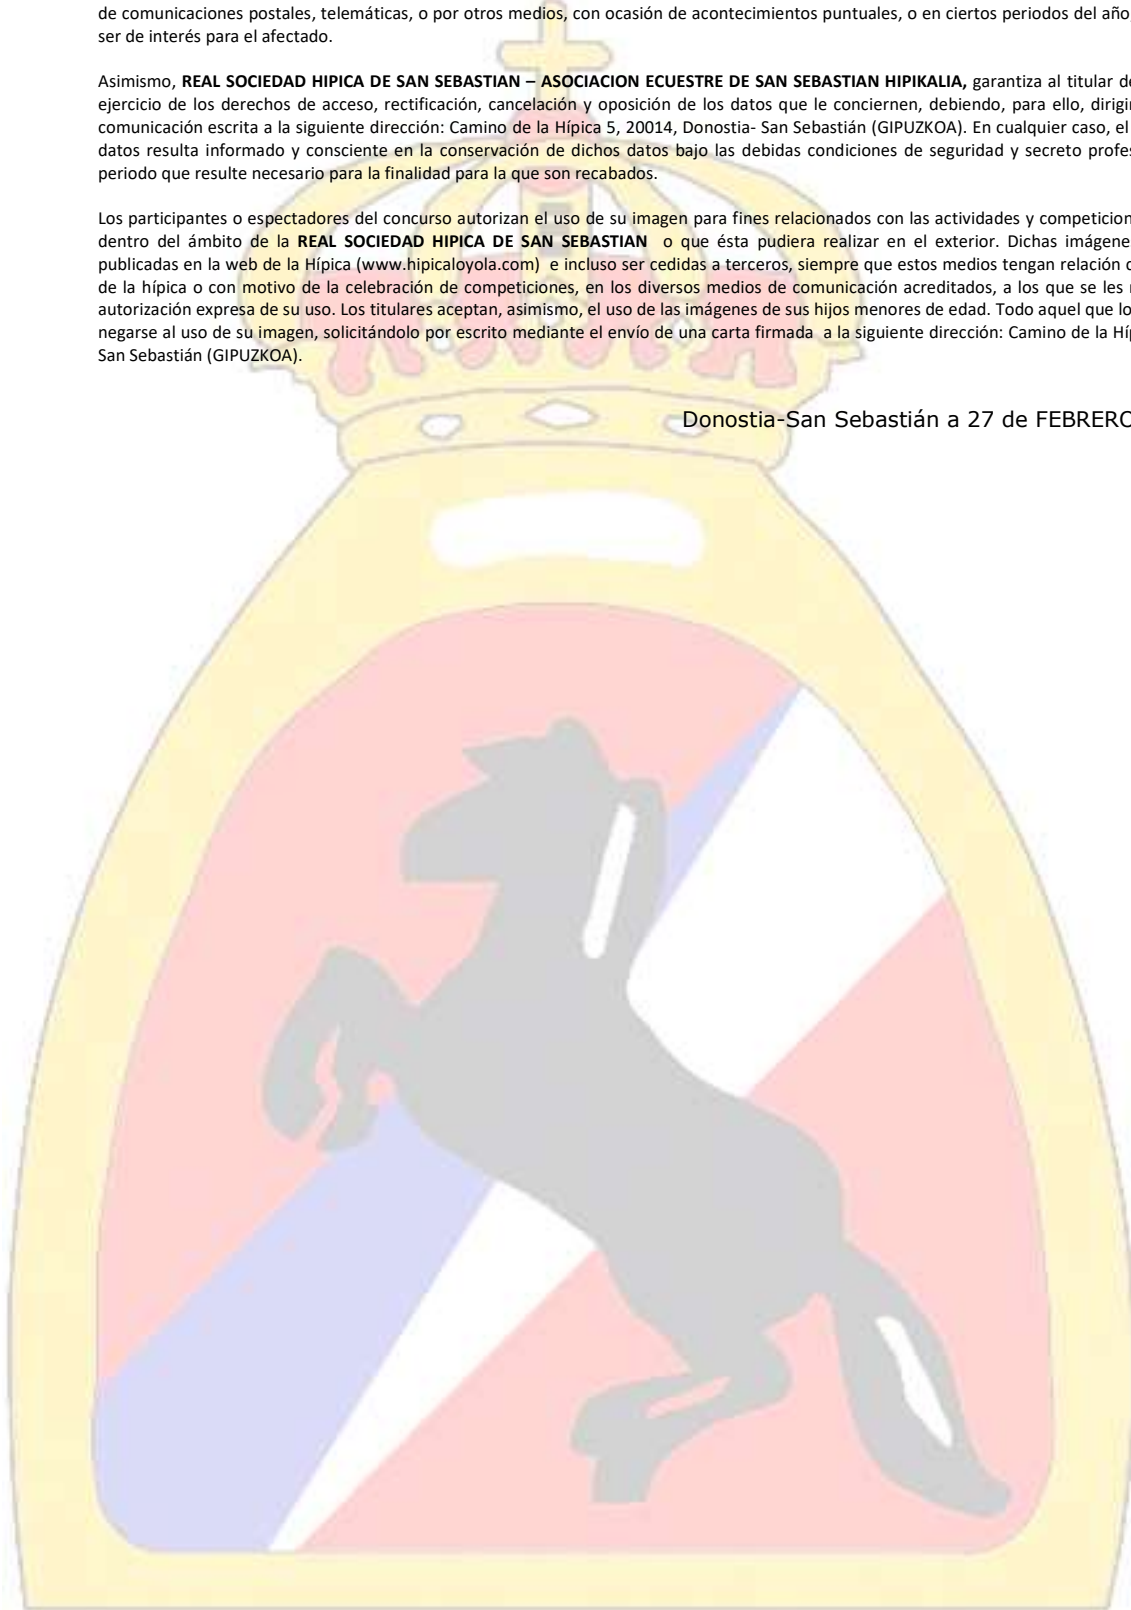 de comunicaciones postales, telemáticas, o por otros medios, con ocasión de acontecimientos puntuales, o en ciertos periodos del año,
ser de interés para el afectado.
Asimismo, REAL SOCIEDAD HIPICA DE SAN SEBASTIAN – ASOCIACION ECUESTRE DE SAN SEBASTIAN HIPIKALIA, garantiza al titular
ejercicio de los derechos de acceso, rectificación, cancelación y oposición de los datos que le conciernen, debiendo, para ello,
comunicación escrita a la siguiente dirección: Camino de la Hípica 5, 20014, Donostia- San Sebastián (GIPUZKOA). En cualquier caso, el
datos resulta informado y consciente en la conservación de dichos datos bajo las debidas condiciones de seguridad y secreto
periodo que resulte necesario para la finalidad para la que son recabados.
Los participantes o espectadores del concurso autorizan el uso de su imagen para fines relacionados con las actividades y
dentro del ámbito de la REAL SOCIEDAD HIPICA DE SAN SEBASTIAN o que ésta pudiera realizar en el exterior. Dichas
publicadas en la web de la Hípica (www.hipicaloyola.com) e incluso ser cedidas a terceros, siempre que estos medios tengan relación
de la hípica o con motivo de la celebración de competiciones, en los diversos medios de comunicación acreditados, a los que se les
autorización expresa de su uso. Los titulares aceptan, asimismo, el uso de las imágenes de sus hijos menores de edad. Todo aquel que lo
negarse al uso de su imagen, solicitándolo por escrito mediante el envío de una carta firmada a la siguiente dirección: Camino de la
San Sebastián (GIPUZKOA).
Donostia-San Sebastián a 27 de FEBRERO